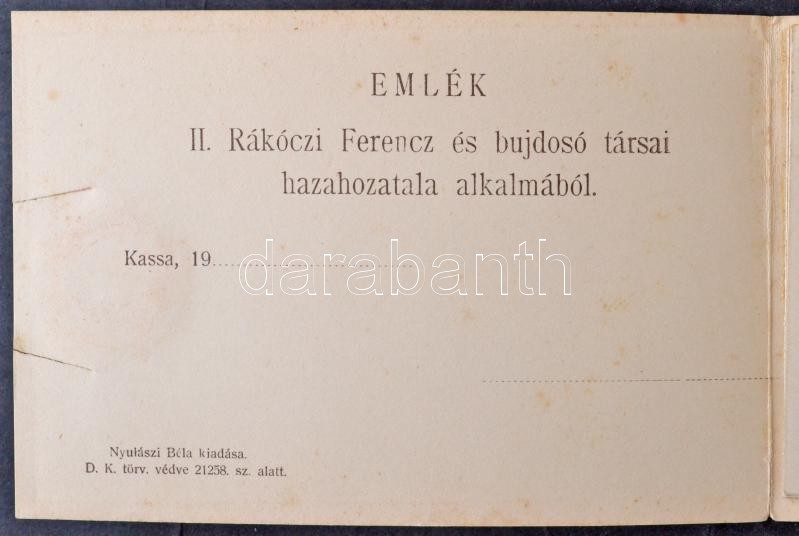 EMLÉK
II. Rákóczi Ferencz és bujdosó társai
hazahozatala alkalmából.
Kassa, 19
darabanth
Nyulászi Béla kiadása.
D. K. törv. védve 21258. sz. alatt.